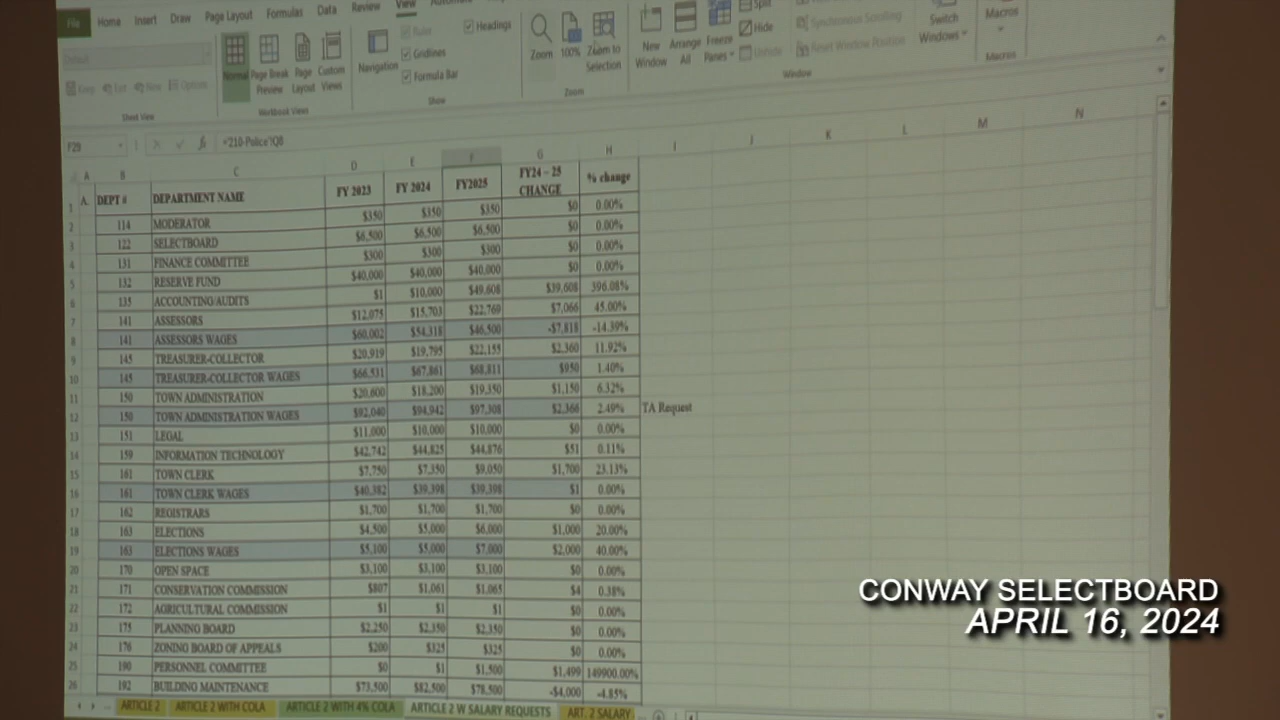 File Home Insert Draw Page Layout Formulas Data Review View
Default
Keep Exit New Options
Sheet View
Normal Page Break Preview Page Layout Custom Views
Workbook Views
Navigation Ruler Gridlines Formula Bar Headings
Show
Zoom 100% Zoom to Selection
Zoom
New Window Arrange All Freeze Panes Split Hide Unhide Synchronous Scrolling Reset Window Position Switch Windows
Window
Macros
Macros
F29 fx ='210-Police'!Q8
A B C D E F G H I J K L M N
1 A. DEPT # DEPARTMENT NAME FY 2023 FY 2024 FY2025 FY24 - 25 CHANGE % change
2 114 MODERATOR $350 $350 $350 $0 0.00%
3 122 SELECTBOARD $6,500 $6,500 $6,500 $0 0.00%
4 131 FINANCE COMMITTEE $300 $300 $300 $0 0.00%
5 132 RESERVE FUND $40,000 $40,000 $40,000 $0 0.00%
6 135 ACCOUNTING/AUDITS $1 $10,000 $49,608 $39,608 396.08%
7 141 ASSESSORS $12,075 $15,703 $22,769 $7,066 45.00%
8 141 ASSESSORS WAGES $60,002 $54,318 $46,500 -$7,818 -14.39%
9 145 TREASURER-COLLECTOR $20,919 $19,795 $22,155 $2,360 11.92%
10 145 TREASURER-COLLECTOR WAGES $66,531 $67,861 $68,811 $950 1.40%
11 150 TOWN ADMINISTRATION $20,600 $18,200 $19,350 $1,150 6.32%
12 150 TOWN ADMINISTRATION WAGES $92,040 $94,942 $97,308 $2,366 2.49% TA Request
13 151 LEGAL $11,000 $10,000 $10,000 $0 0.00%
14 159 INFORMATION TECHNOLOGY $42,742 $44,825 $44,876 $51 0.11%
15 161 TOWN CLERK $7,750 $7,350 $9,050 $1,700 23.13%
16 161 TOWN CLERK WAGES $40,382 $39,398 $39,398 $1 0.00%
17 162 REGISTRARS $1,700 $1,700 $1,700 $0 0.00%
18 163 ELECTIONS $4,500 $5,000 $6,000 $1,000 20.00%
19 163 ELECTIONS WAGES $5,100 $5,000 $7,000 $2,000 40.00%
20 170 OPEN SPACE $3,100 $3,100 $3,100 $0 0.00%
21 171 CONSERVATION COMMISSION $807 $1,061 $1,065 $4 0.38%
22 172 AGRICULTURAL COMMISSION $1 $1 $1 $0 0.00%
23 175 PLANNING BOARD $2,250 $2,350 $2,350 $0 0.00%
24 176 ZONING BOARD OF APPEALS $200 $325 $325 $0 0.00%
25 190 PERSONNEL COMMITTEE $0 $1 $1,500 $1,499 149900.00%
26 192 BUILDING MAINTENANCE $73,500 $82,500 $78,500 -$4,000 -4.85%
ARTICLE 2 ARTICLE 2 WITH COLA ARTICLE 2 WITH 4% COLA ARTICLE 2 W SALARY REQUESTS ART. 2 SALARY
CONWAY SELECTBOARD
APRIL 16, 2024